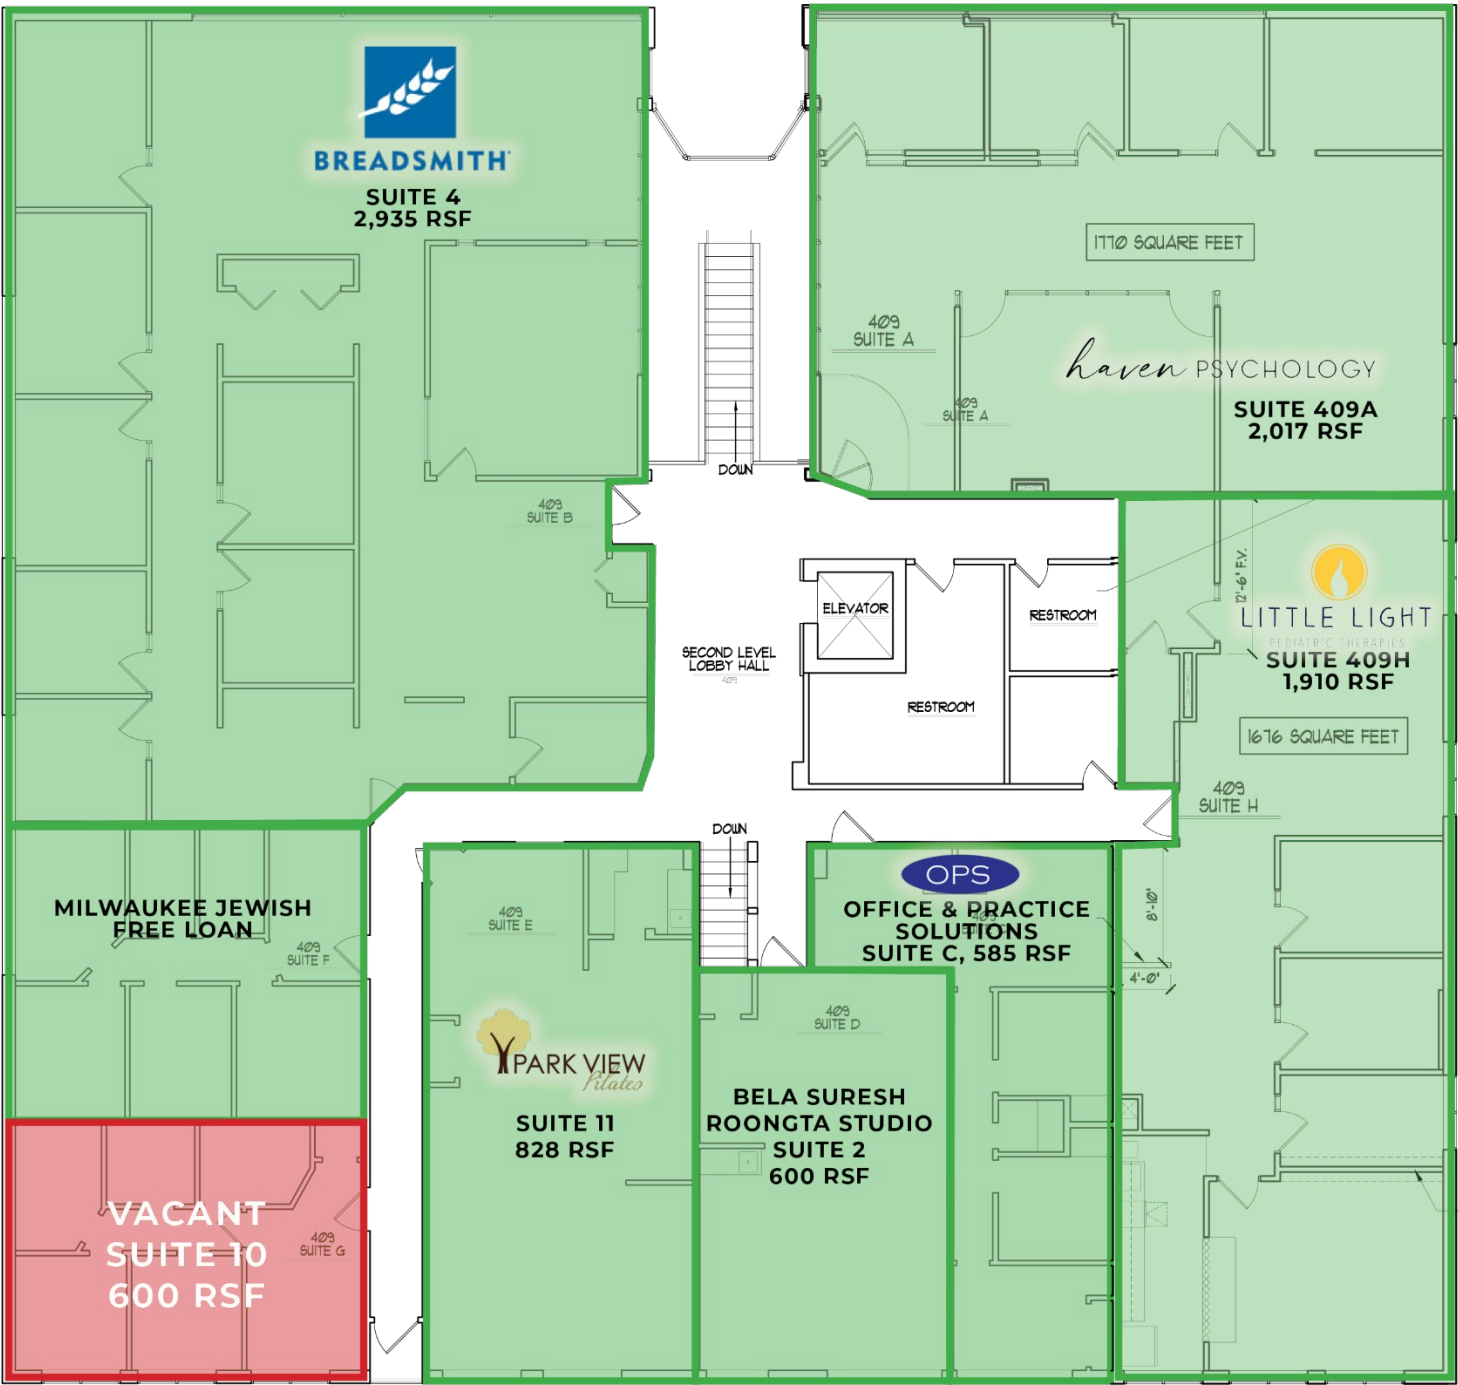 BREADSMITH
SUITE 4
2,935 RSF
1770 SQUARE FEET
409
SUITE A
haven PSYCHOLOGY
409
SUITE A
SUITE 409A
2,017 RSF
DOWN
409
SUITE B
12'-6" F.V.
LITTLE LIGHT
PEDIATRIC THERAPIES
SUITE 409H
1,910 RSF
ELEVATOR
RESTROOM
SECOND LEVEL
LOBBY HALL
409
RESTROOM
1676 SQUARE FEET
409
SUITE H
DOWN
MILWAUKEE JEWISH
FREE LOAN
409
SUITE F
409
SUITE E
OPS
OFFICE & PRACTICE
SOLUTIONS
SUITE C, 585 RSF
409
8'-10"
4'-0"
409
SUITE D
PARK VIEW
Pilates
SUITE 11
828 RSF
BELA SURESH
ROONGTA STUDIO
SUITE 2
600 RSF
VACANT
SUITE 10
600 RSF
409
SUITE G